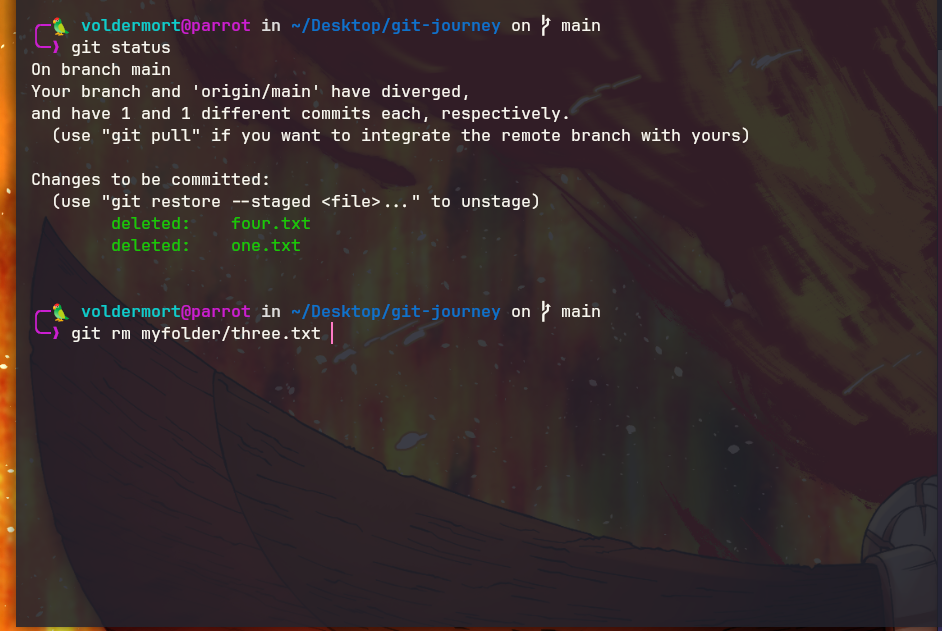 voldermort@parrot in ~/Desktop/git-journey on main
git status
On branch main
Your branch and 'origin/main' have diverged,
and have 1 and 1 different commits each, respectively.
  (use "git pull" if you want to integrate the remote branch with yours)

Changes to be committed:
  (use "git restore --staged <file>..." to unstage)
        deleted:    four.txt
        deleted:    one.txt

voldermort@parrot in ~/Desktop/git-journey on main
git rm myfolder/three.txt